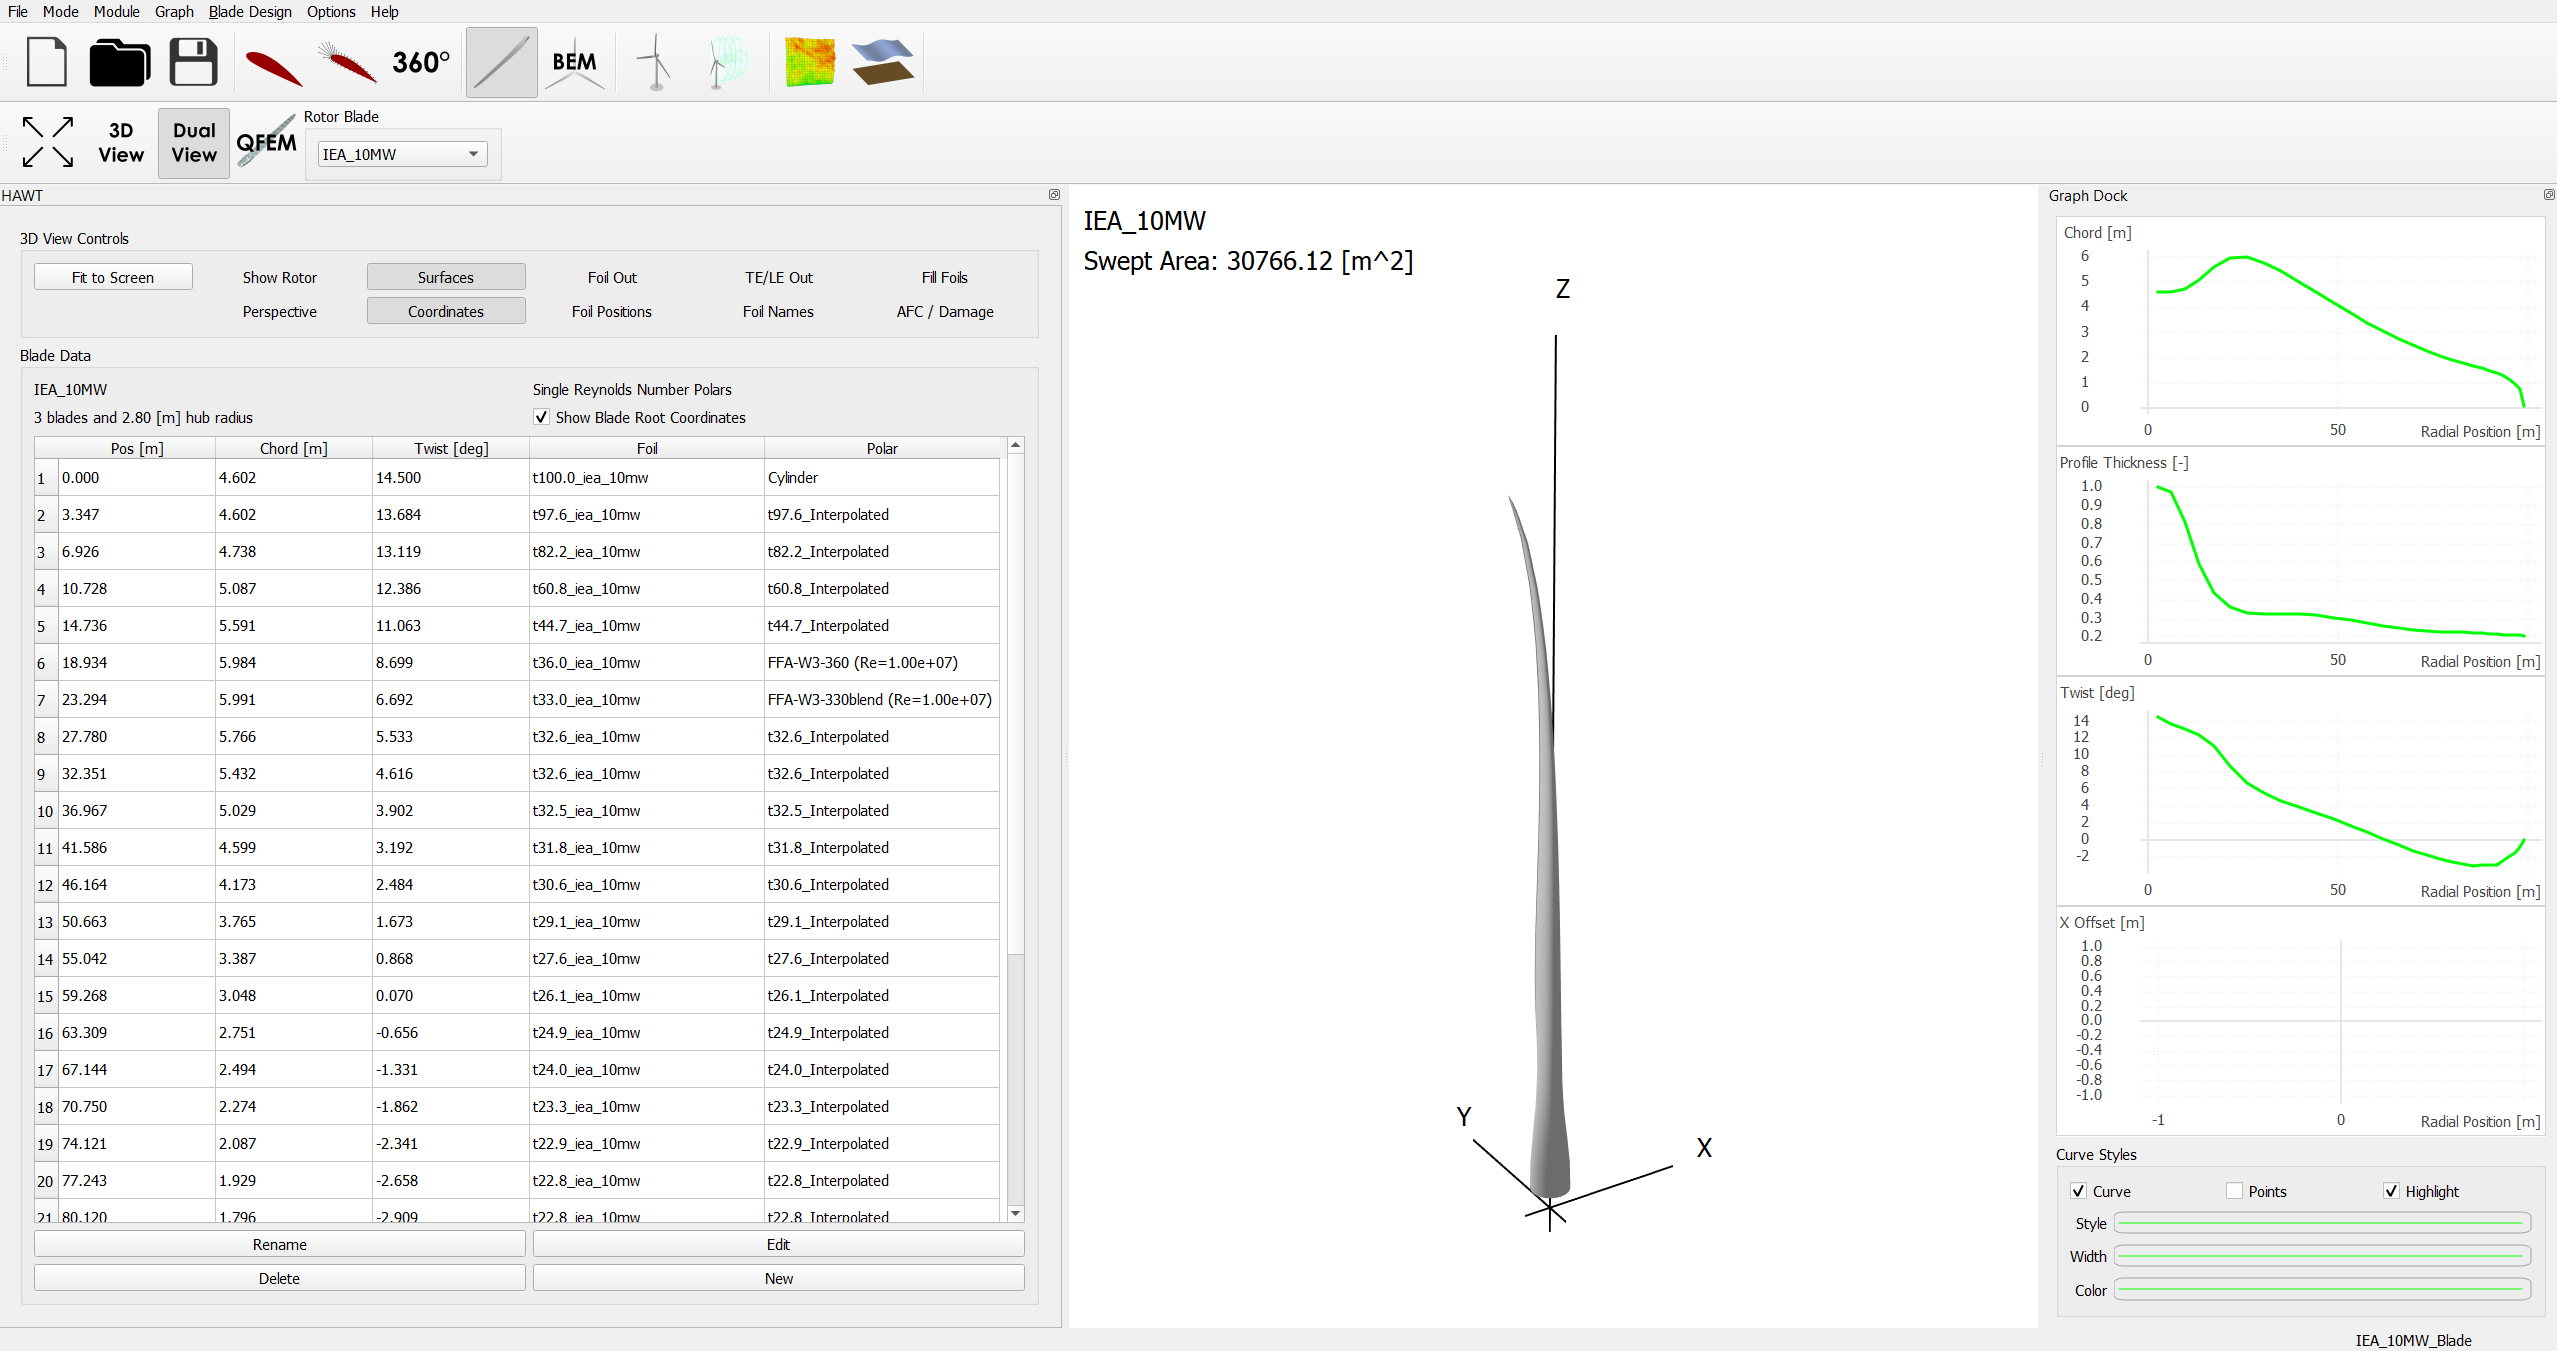 File Mode Module Graph Blade Design Options Help
360° BEM
3D View Dual View QFEM
Rotor Blade
IEA_10MW
HAWT
3D View Controls
Fit to Screen Show Rotor Surfaces Foil Out TE/LE Out Fill Foils
Perspective Coordinates Foil Positions Foil Names AFC / Damage
Blade Data
IEA_10MW Single Reynolds Number Polars
3 blades and 2.80 [m] hub radius Show Blade Root Coordinates
Pos [m] Chord [m] Twist [deg] Foil Polar
1 0.000 4.602 14.500 t100.0_iea_10mw Cylinder
2 3.347 4.602 13.684 t97.6_iea_10mw t97.6_Interpolated
3 6.926 4.738 13.119 t82.2_iea_10mw t82.2_Interpolated
4 10.728 5.087 12.386 t60.8_iea_10mw t60.8_Interpolated
5 14.736 5.591 11.063 t44.7_iea_10mw t44.7_Interpolated
6 18.934 5.984 8.699 t36.0_iea_10mw FFA-W3-360 (Re=1.00e+07)
7 23.294 5.991 6.692 t33.0_iea_10mw FFA-W3-330blend (Re=1.00e+07)
8 27.780 5.766 5.533 t32.6_iea_10mw t32.6_Interpolated
9 32.351 5.432 4.616 t32.6_iea_10mw t32.6_Interpolated
10 36.967 5.029 3.902 t32.5_iea_10mw t32.5_Interpolated
11 41.586 4.599 3.192 t31.8_iea_10mw t31.8_Interpolated
12 46.164 4.173 2.484 t30.6_iea_10mw t30.6_Interpolated
13 50.663 3.765 1.673 t29.1_iea_10mw t29.1_Interpolated
14 55.042 3.387 0.868 t27.6_iea_10mw t27.6_Interpolated
15 59.268 3.048 0.070 t26.1_iea_10mw t26.1_Interpolated
16 63.309 2.751 -0.656 t24.9_iea_10mw t24.9_Interpolated
17 67.144 2.494 -1.331 t24.0_iea_10mw t24.0_Interpolated
18 70.750 2.274 -1.862 t23.3_iea_10mw t23.3_Interpolated
19 74.121 2.087 -2.341 t22.9_iea_10mw t22.9_Interpolated
20 77.243 1.929 -2.658 t22.8_iea_10mw t22.8_Interpolated
21 80.120 1.796 -2.909 t22.8_iea_10mw t22.8_Interpolated
Rename Edit
Delete New
IEA_10MW
Swept Area: 30766.12 [m^2]
Z
Y
X
Graph Dock
Chord [m]
6
5
4
3
2
1
0
0 50 Radial Position [m]
Profile Thickness [-]
1.0
0.9
0.8
0.7
0.6
0.5
0.4
0.3
0.2
0 50 Radial Position [m]
Twist [deg]
14
12
10
8
6
4
2
0
-2
0 50 Radial Position [m]
X Offset [m]
1.0
0.8
0.6
0.4
0.2
0.0
-0.2
-0.4
-0.6
-0.8
-1.0
-1 0 Radial Position [m]
Curve Styles
Curve Points Highlight
Style
Width
Color
IEA_10MW_Blade